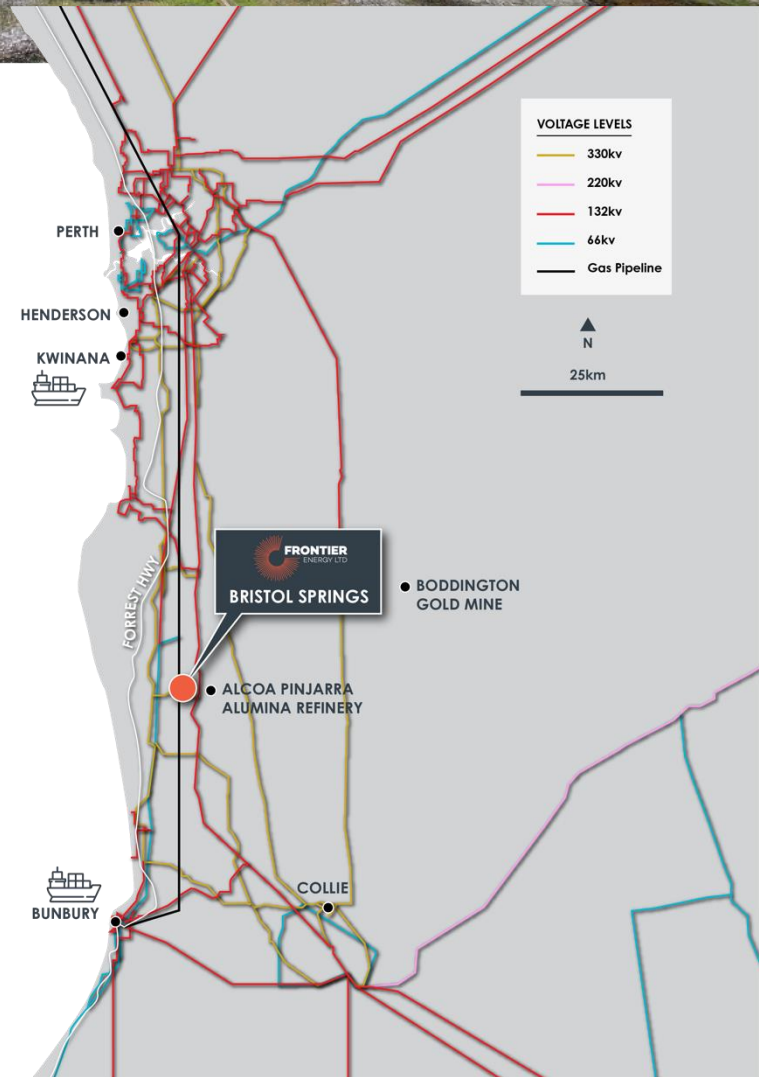 VOLTAGE LEVELS
330kv
220kv
132kv
66kv
Gas Pipeline
N
25km
PERTH
HENDERSON
KWINANA
FORREST HWY
FRONTIER
ENERGY LTD
BRISTOL SPRINGS
BODDINGTON
GOLD MINE
ALCOA PINJARRA
ALUMINA REFINERY
COLLIE
BUNBURY